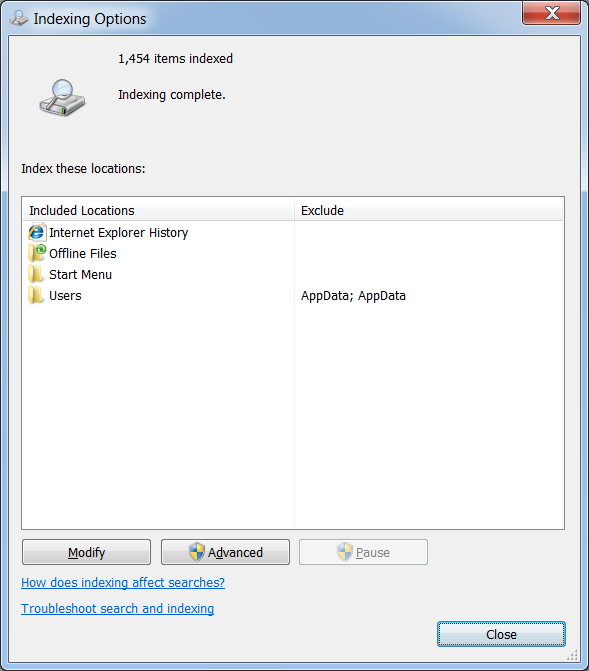 Indexing Options
1,454 items indexed
Indexing complete.
Index these locations:
Included Locations Exclude
Internet Explorer History
Offline Files
Start Menu
Users AppData; AppData
Modify Advanced Pause
How does indexing affect searches?
Troubleshoot search and indexing
Close